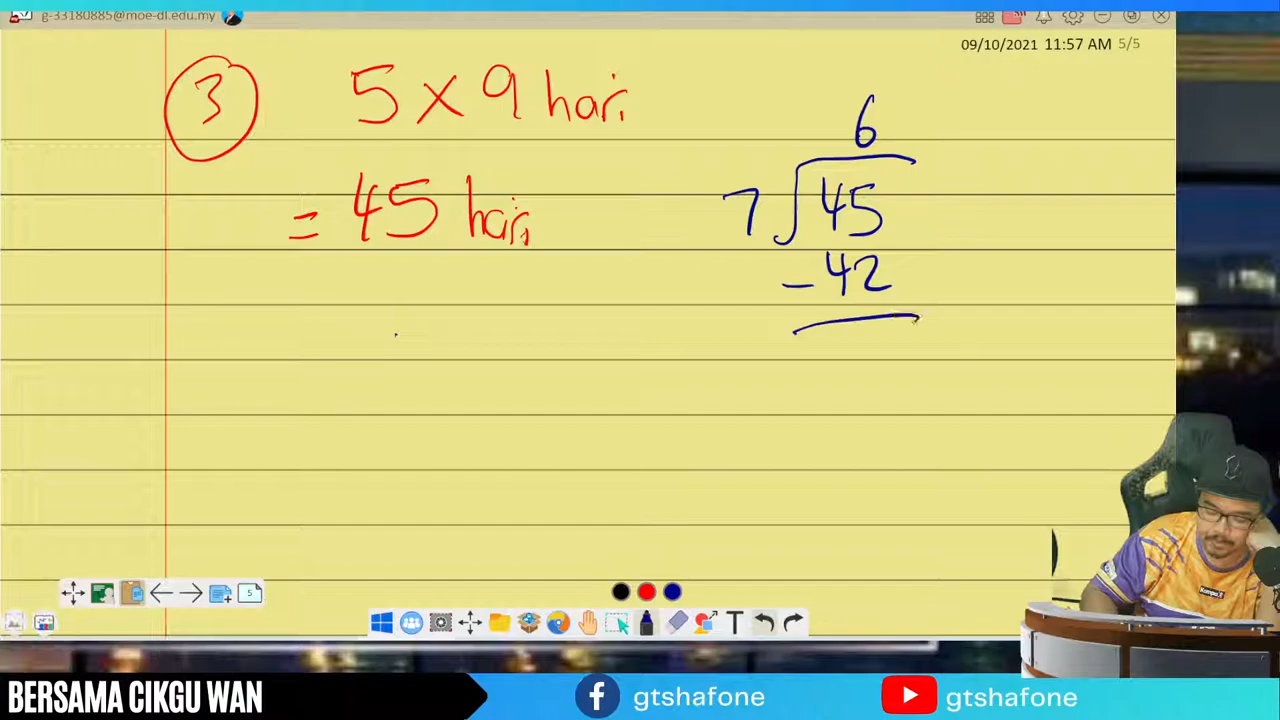 g-33180885@moe-dl.edu.my
09/10/2021 11:57 AM 5/5
3
5 × 9 hari
= 45 hari
6
7 45
- 42
5
T
BERSAMA CIKGU WAN
gtshafone
gtshafone